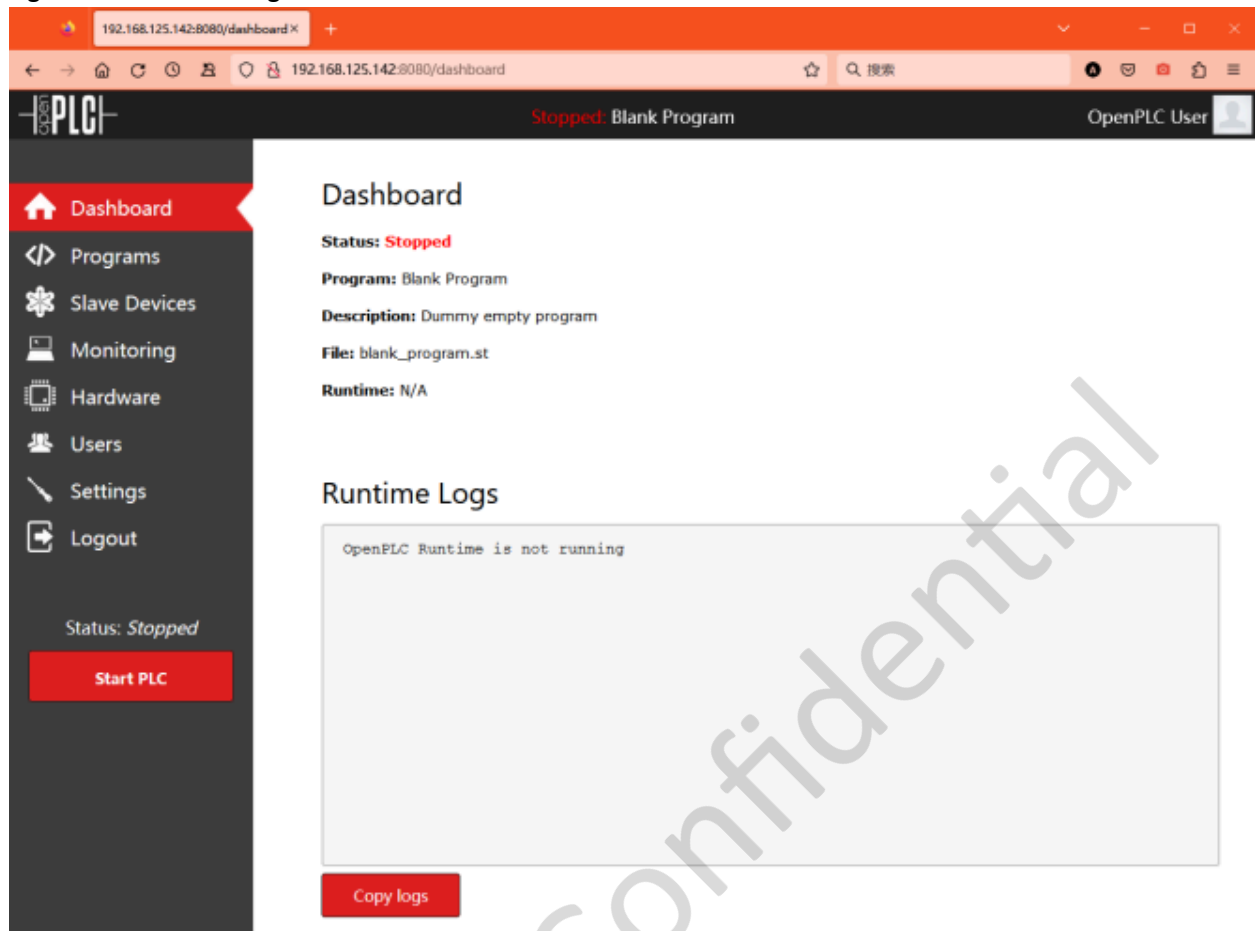 192.168.125.142:8080/dashboard
192.168.125.142:8080/dashboard
搜索
open
PLC
Stopped: Blank Program
OpenPLC User
Dashboard
Programs
Slave Devices
Monitoring
Hardware
Users
Settings
Logout
Status: Stopped
Start PLC
Dashboard
Status: Stopped
Program: Blank Program
Description: Dummy empty program
File: blank_program.st
Runtime: N/A
Runtime Logs
OpenPLC Runtime is not running
Copy logs
Confidential